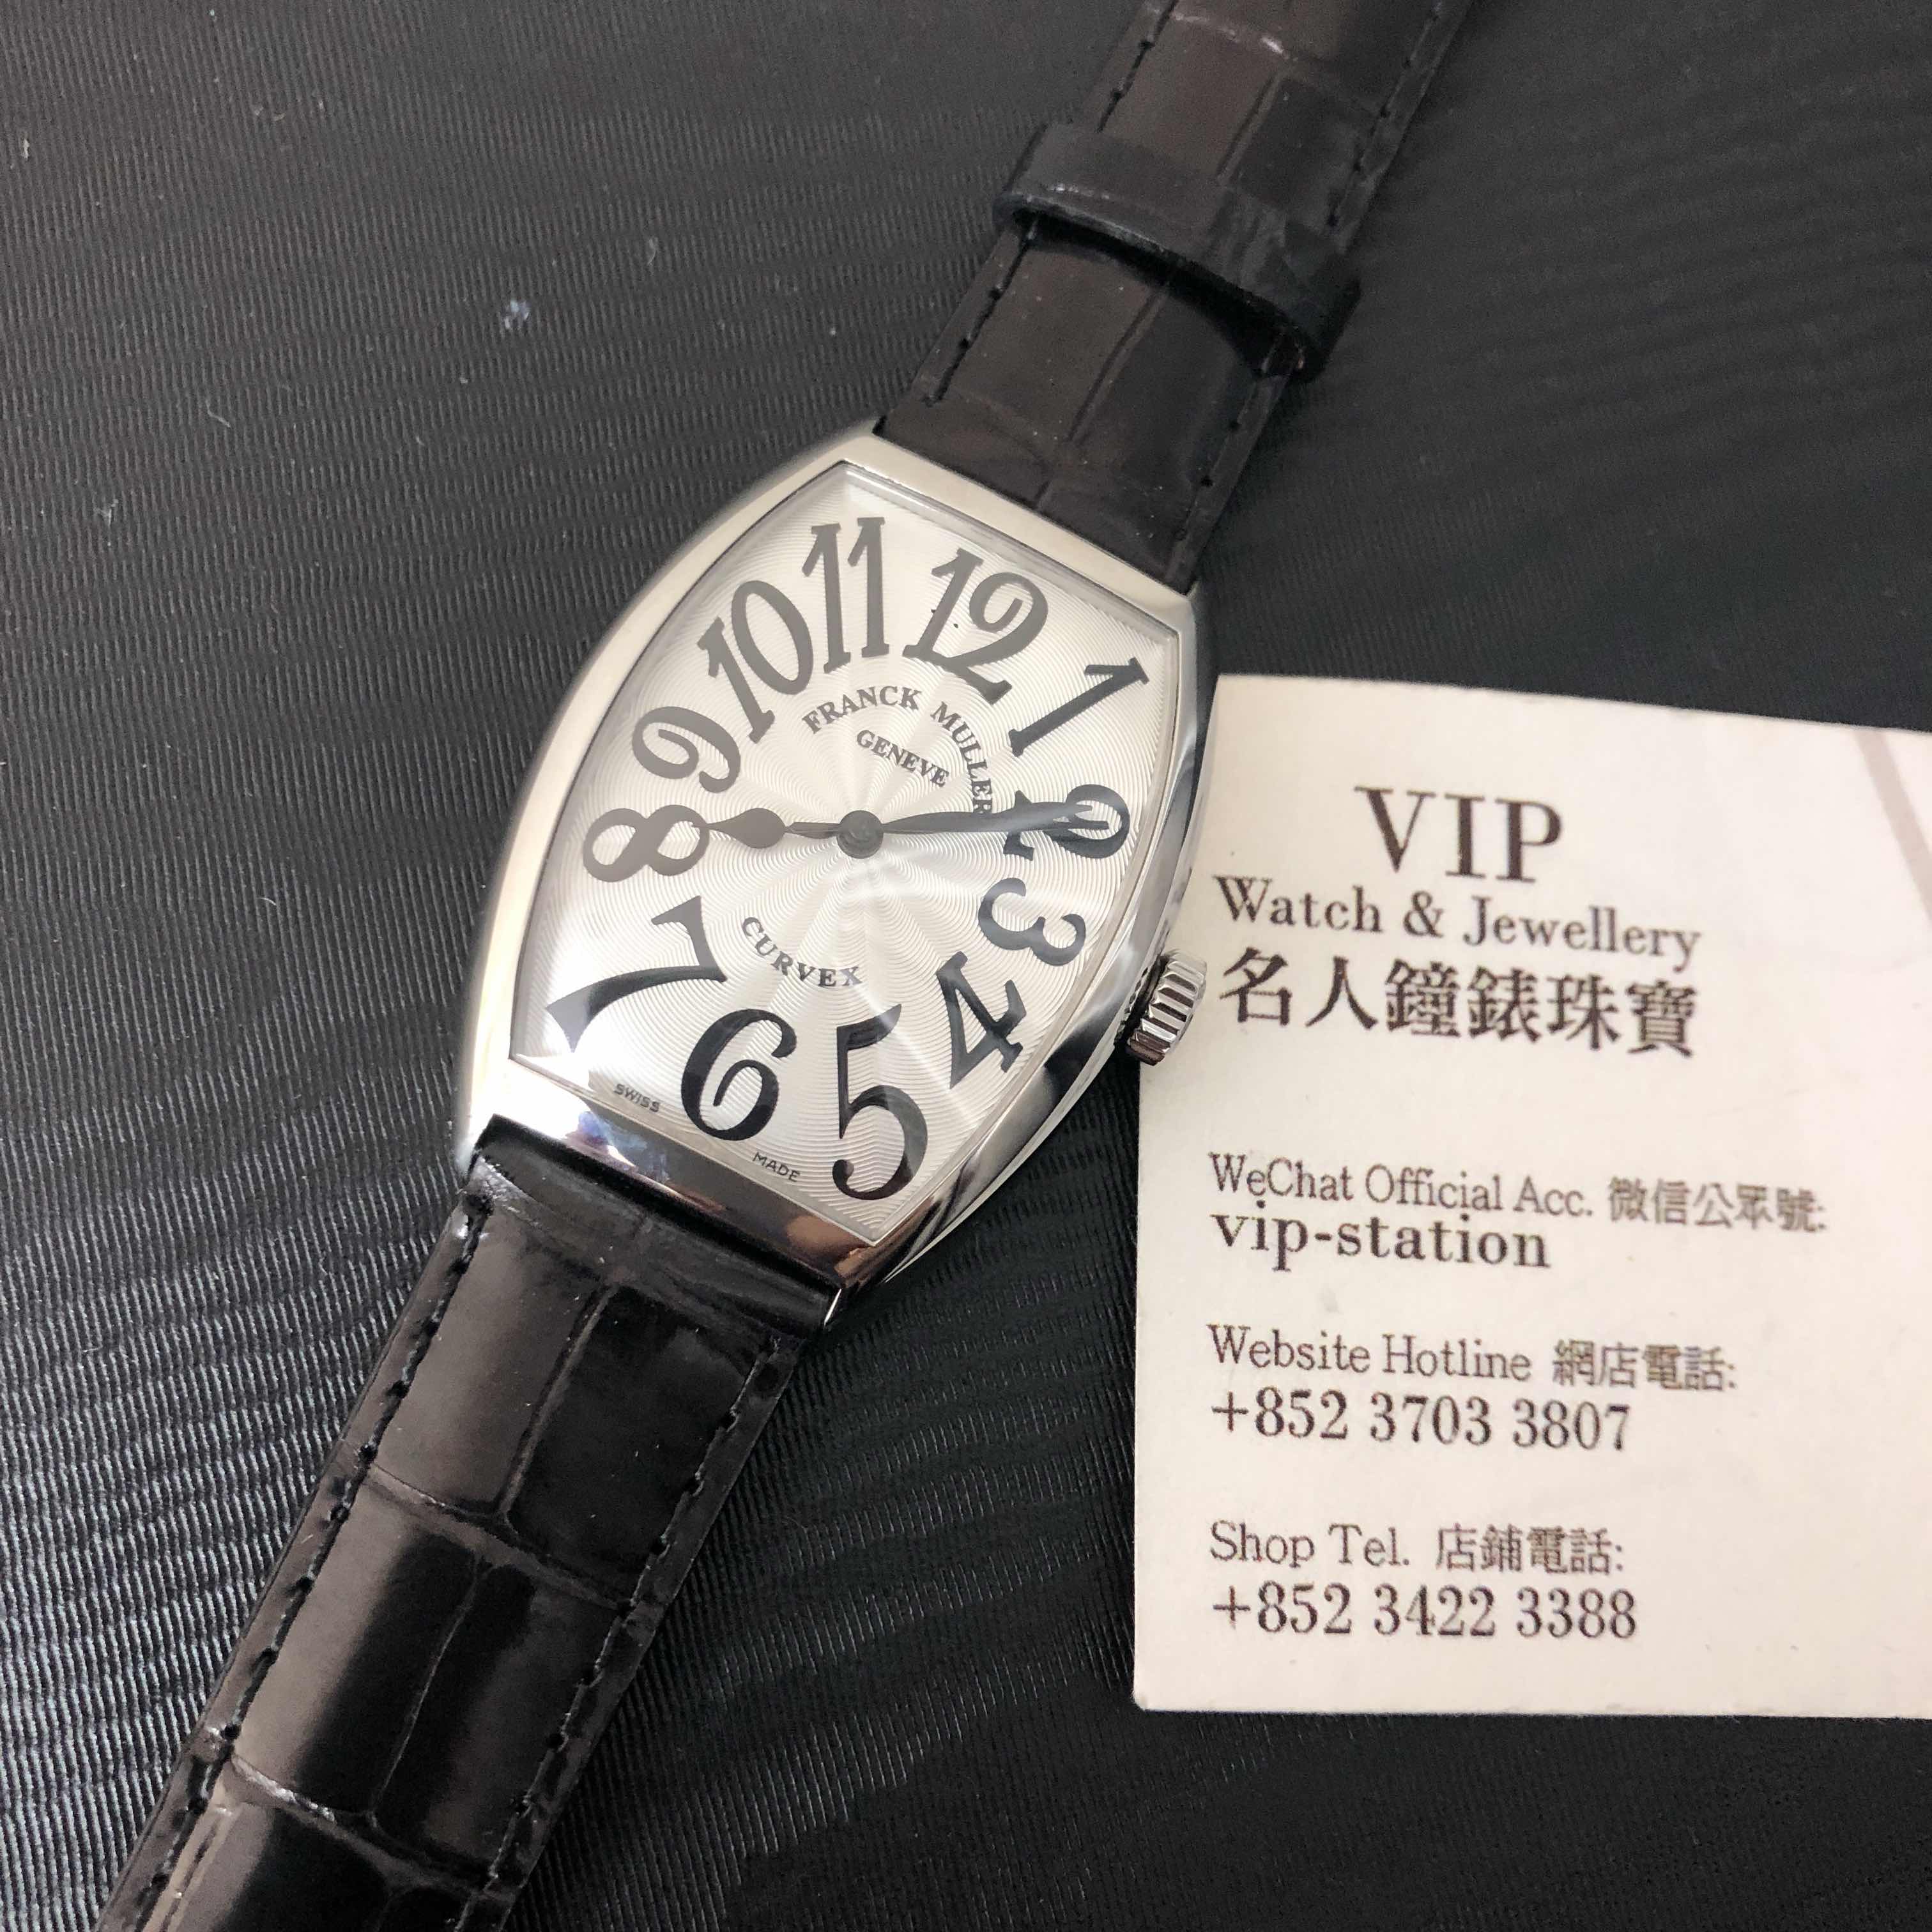 11 12 1
10 2
9 3
8 4
7 6 5
FRANCK MULLER
GENEVE
CURVEX
SWISS MADE
VIP
Watch & Jewellery
名人鐘錶珠寶
WeChat Official Acc. 微信公眾號:
vip-station
Website Hotline 網店電話:
+852 3703 3807
Shop Tel. 店鋪電話:
+852 3422 3388